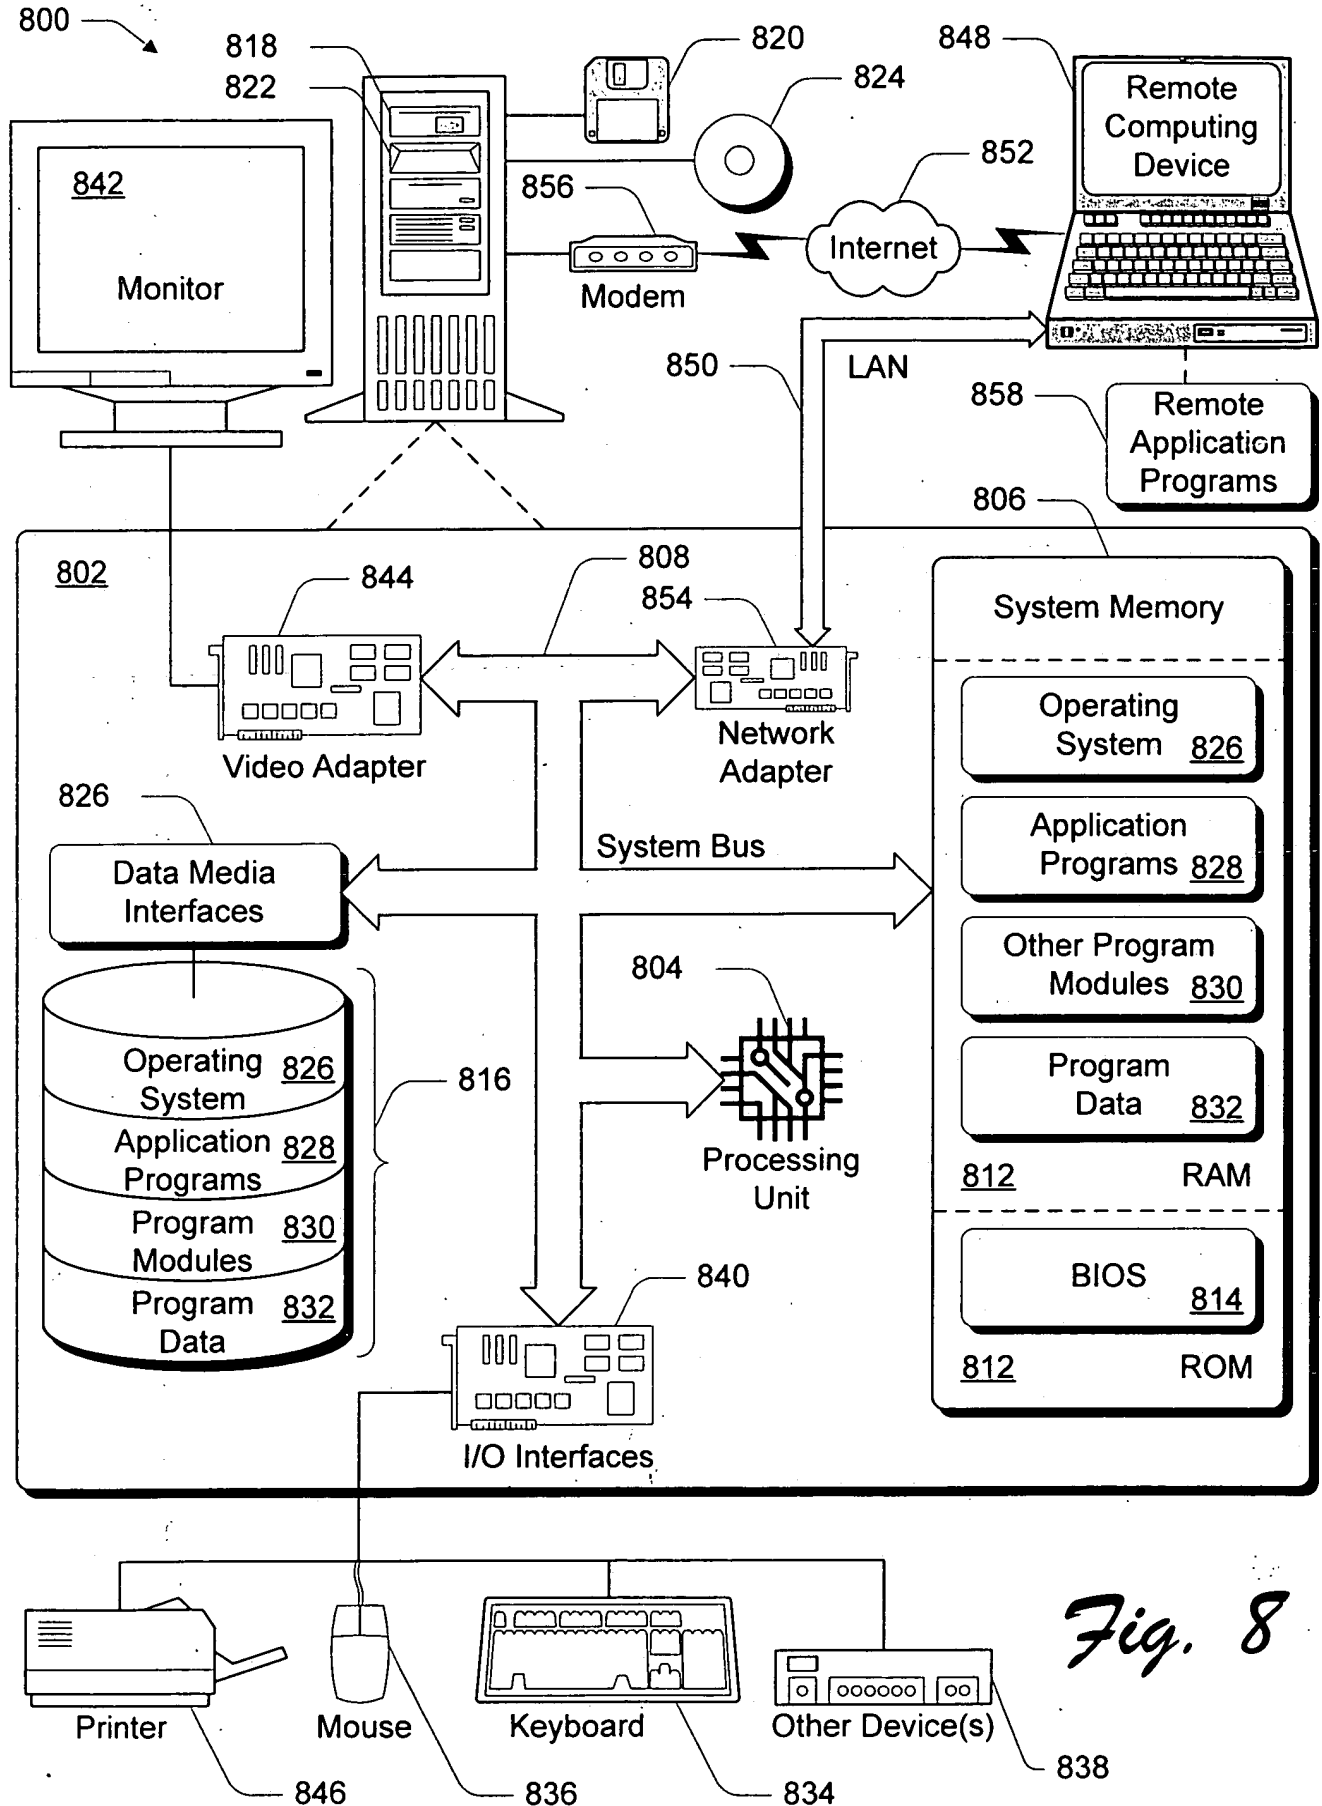 800
818
822
820
824
848
Remote
Computing
Device
842
Monitor
856
Modem
852
Internet
850
LAN
858
Remote
Application
Programs
806
802
844
808
854
Video Adapter
Network
Adapter
System Memory
Operating
System 826
Application
Programs 828
Other Program
Modules 830
Program
Data 832
812 RAM
BIOS
814
812 ROM
826
Data Media
Interfaces
System Bus
804
Processing
Unit
Operating
System 826
Application
Programs 828
Program
Modules 830
Program
Data 832
816
840
I/O Interfaces
Printer
846
Mouse
836
Keyboard
834
Other Device(s)
838
Fig. 8